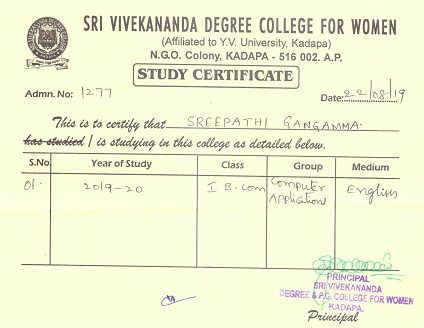 SRI VIVEKANANDA DEGREE COLLEGE FOR WOMEN
(Affiliated to Y.V. University, Kadapa)
N.G.O. Colony, KADAPA - 516 002. A.P.
STUDY CERTIFICATE
Admn. No: 1277 Date: 22/08/19
This is to certify that SREEPATHI GANGAMMA.
has studied / is studying in this college as detailed below.
S.No. Year of Study Class Group Medium
01. 2019-20 I B.com Computer Applications English
PRINCIPAL
SRI VIVEKANANDA
DEGREE & P.G. COLLEGE FOR WOMEN
KADAPA.
Principal